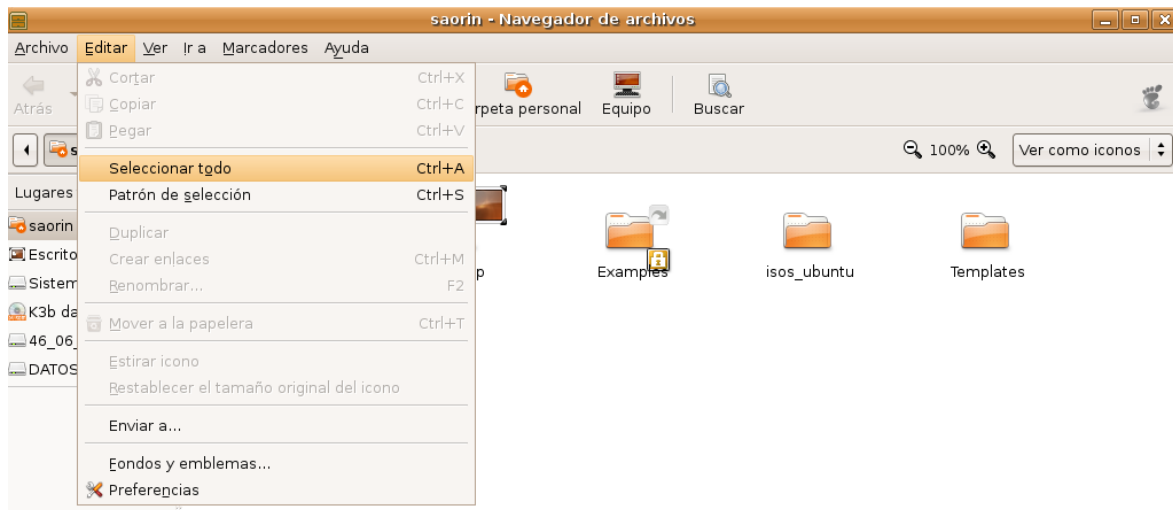 saorin - Navegador de archivos
Archivo Editar Ver Ir a Marcadores Ayuda
Atrás
rpeta personal Equipo Buscar
Cortar Ctrl+X
Copiar Ctrl+C
Pegar Ctrl+V
Seleccionar todo Ctrl+A
Patrón de selección Ctrl+S
Duplicar
Crear enlaces Ctrl+M
Renombrar... F2
Mover a la papelera Ctrl+T
Estirar icono
Restablecer el tamaño original del icono
Enviar a...
Fondos y emblemas...
Preferencias
s
100% Ver como iconos
Lugares
saorin
Escrito
Sistem
K3b da
46_06_
DATOS
p Examples isos_ubuntu Templates